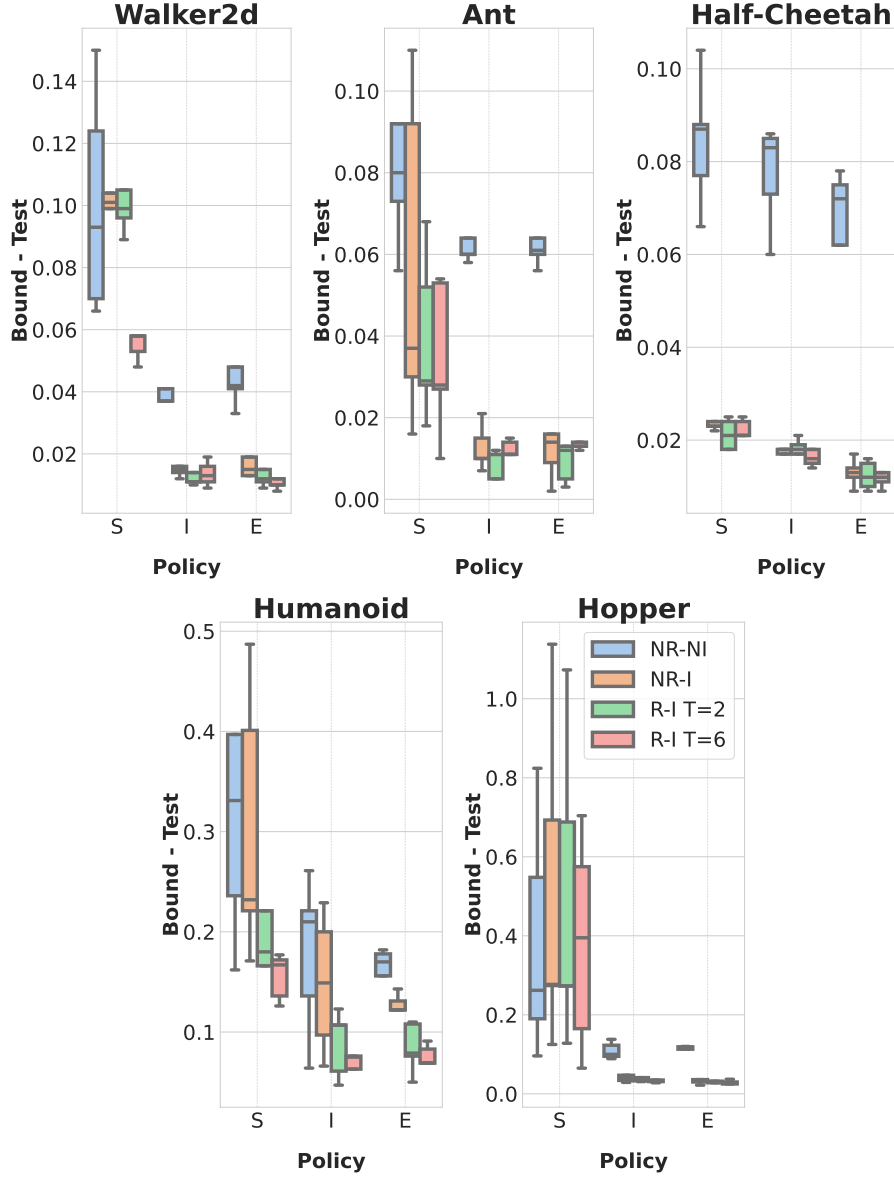 Walker2d
Ant
Half-Cheetah
Bound - Test
0.14
0.12
0.10
0.08
0.06
0.04
0.02
S
I
E
Policy
Bound - Test
0.10
0.08
0.06
0.04
0.02
0.00
S
I
E
Policy
Bound - Test
0.10
0.08
0.06
0.04
0.02
S
I
E
Policy
Humanoid
Hopper
Bound - Test
0.5
0.4
0.3
0.2
0.1
S
I
E
Policy
Bound - Test
1.0
0.8
0.6
0.4
0.2
0.0
S
I
E
Policy
NR-NI
NR-I
R-I T=2
R-I T=6